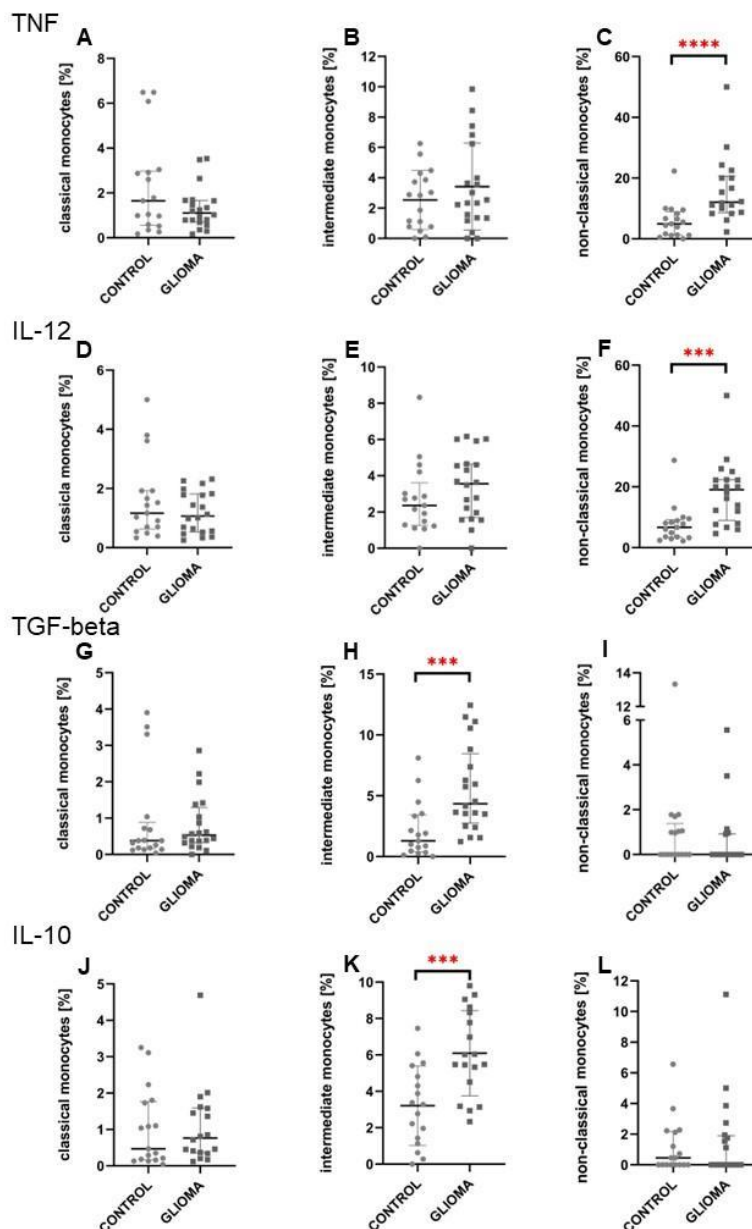 TNF
A
classical monocytes [%]
8
6
4
2
0
CONTROL
GLIOMA
B
intermediate monocytes [%]
12
10
8
6
4
2
0
CONTROL
GLIOMA
C
non-classical monocytes [%]
60
40
20
0
****
CONTROL
GLIOMA
IL-12
D
classicla monocytes [%]
6
4
2
0
CONTROL
GLIOMA
E
intermediate monocytes [%]
10
8
6
4
2
0
CONTROL
GLIOMA
F
non-classical monocytes [%]
60
40
20
0
***
CONTROL
GLIOMA
TGF-beta
G
classical monocytes [%]
5
4
3
2
1
0
CONTROL
GLIOMA
H
intermediate monocytes [%]
15
10
5
0
***
CONTROL
GLIOMA
I
non-classical monocytes [%]
14
12
6
4
2
0
CONTROL
GLIOMA
IL-10
J
classical monocytes [%]
5
4
3
2
1
0
CONTROL
GLIOMA
K
intermediate monocytes [%]
10
8
6
4
2
0
***
CONTROL
GLIOMA
L
non-classical monocytes [%]
12
10
8
6
4
2
0
CONTROL
GLIOMA